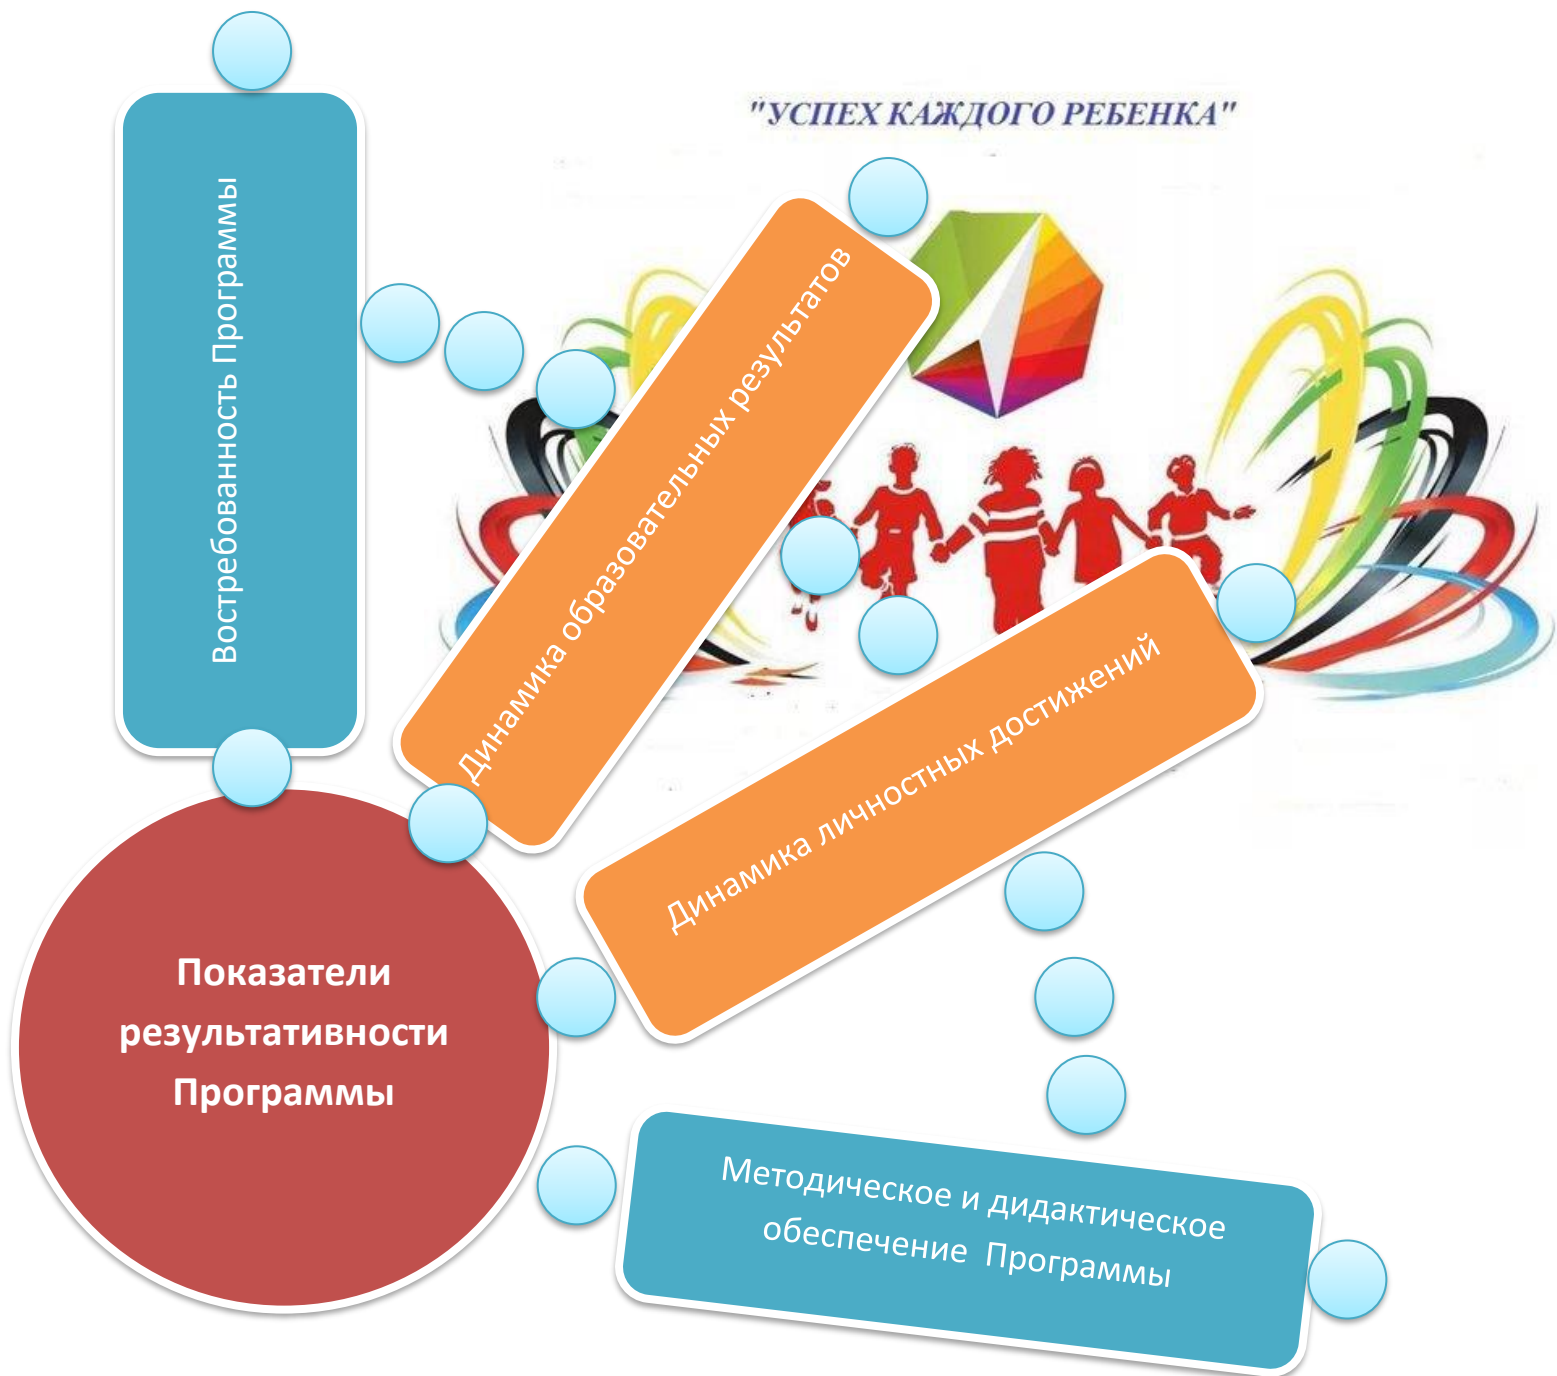 "УСПЕХ КАЖДОГО РЕБЕНКА"
Востребованность Программы
Динамика образовательных результатов
Динамика личностных достижений
Показатели
результативности
Программы
Методическое и дидактическое
обеспечение Программы